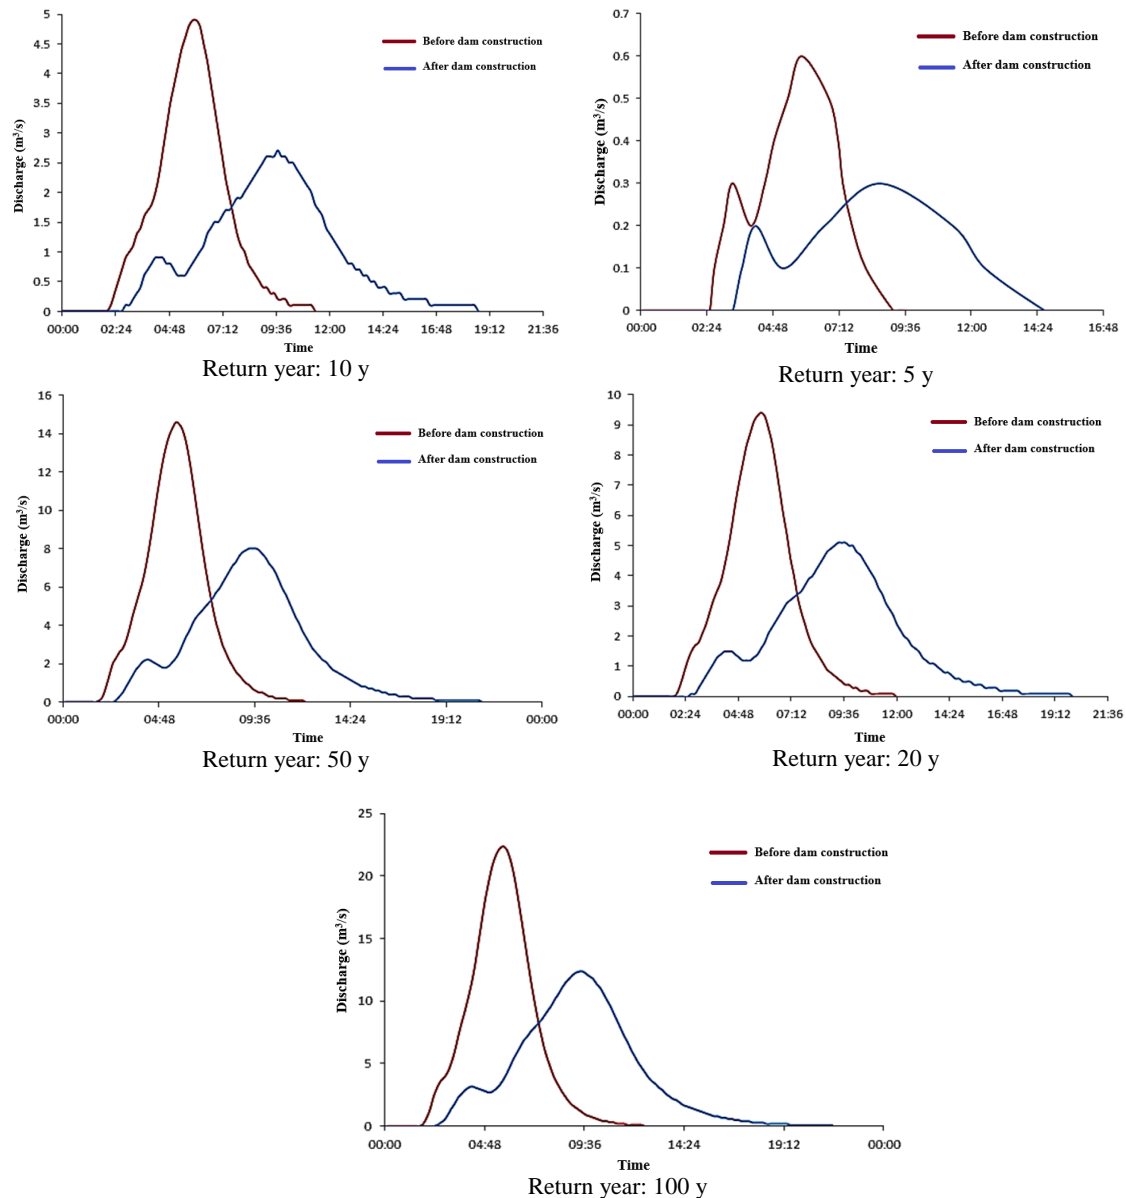 5
4.5
4
3.5
3
2.5
2
1.5
1
0.5
0
Discharge (m³/s)
Before dam construction
After dam construction
00:00 02:24 04:48 07:12 09:36 12:00 14:24 16:48 19:12 21:36
Time
Return year: 10 y
0.7
0.6
0.5
0.4
0.3
0.2
0.1
0
Discharge (m³/s)
Before dam construction
After dam construction
00:00 02:24 04:48 07:12 09:36 12:00 14:24 16:48
Time
Return year: 5 y
16
14
12
10
8
6
4
2
0
Discharge (m³/s)
Before dam construction
After dam construction
00:00 04:48 09:36 14:24 19:12 00:00
Time
Return year: 50 y
10
9
8
7
6
5
4
3
2
1
0
Discharge (m³/s)
Before dam construction
After dam construction
00:00 02:24 04:48 07:12 09:36 12:00 14:24 16:48 19:12 21:36
Time
Return year: 20 y
25
20
15
10
5
0
Discharge (m³/s)
Before dam construction
After dam construction
00:00 04:48 09:36 14:24 19:12 00:00
Time
Return year: 100 y